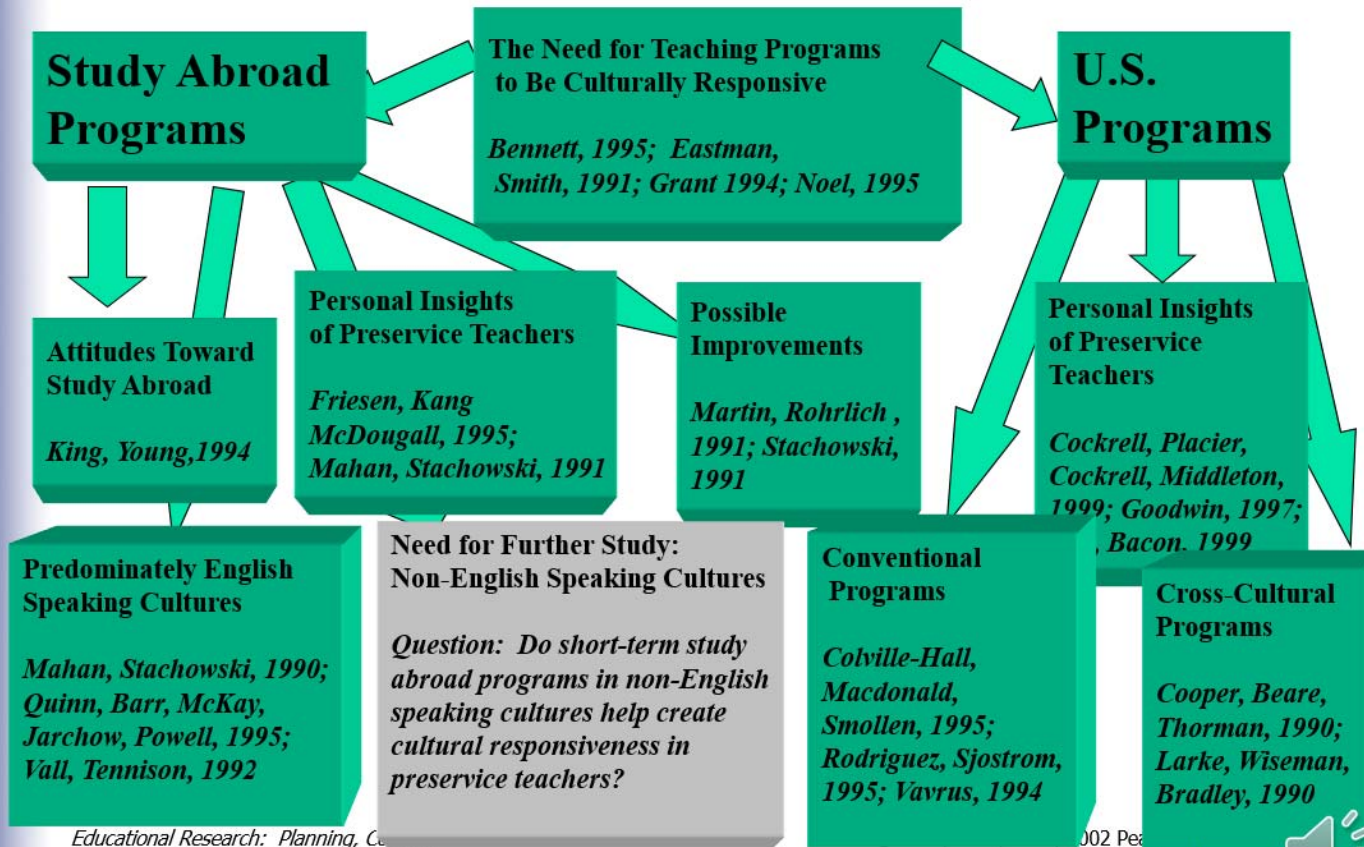 Study Abroad
Programs
The Need for Teaching Programs
to Be Culturally Responsive
Bennett, 1995; Eastman,
Smith, 1991; Grant 1994; Noel, 1995
U.S.
Programs
Attitudes Toward
Study Abroad
King, Young,1994
Personal Insights
of Preservice Teachers
Friesen, Kang
McDougall, 1995;
Mahan, Stachowski, 1991
Possible
Improvements
Martin, Rohrlich ,
1991; Stachowski,
1991
Personal Insights
of Preservice
Teachers
Cockrell, Placier,
Cockrell, Middleton,
1999; Goodwin, 1997;
, Bacon, 1999
Predominately English
Speaking Cultures
Mahan, Stachowski, 1990;
Quinn, Barr, McKay,
Jarchow, Powell, 1995;
Vall, Tennison, 1992
Need for Further Study:
Non-English Speaking Cultures
Question: Do short-term study
abroad programs in non-English
speaking cultures help create
cultural responsiveness in
preservice teachers?
Conventional
Programs
Colville-Hall,
Macdonald,
Smollen, 1995;
Rodriguez, Sjostrom,
1995; Vavrus, 1994
Cross-Cultural
Programs
Cooper, Beare,
Thorman, 1990;
Larke, Wiseman,
Bradley, 1990
Educational Research: Planning,